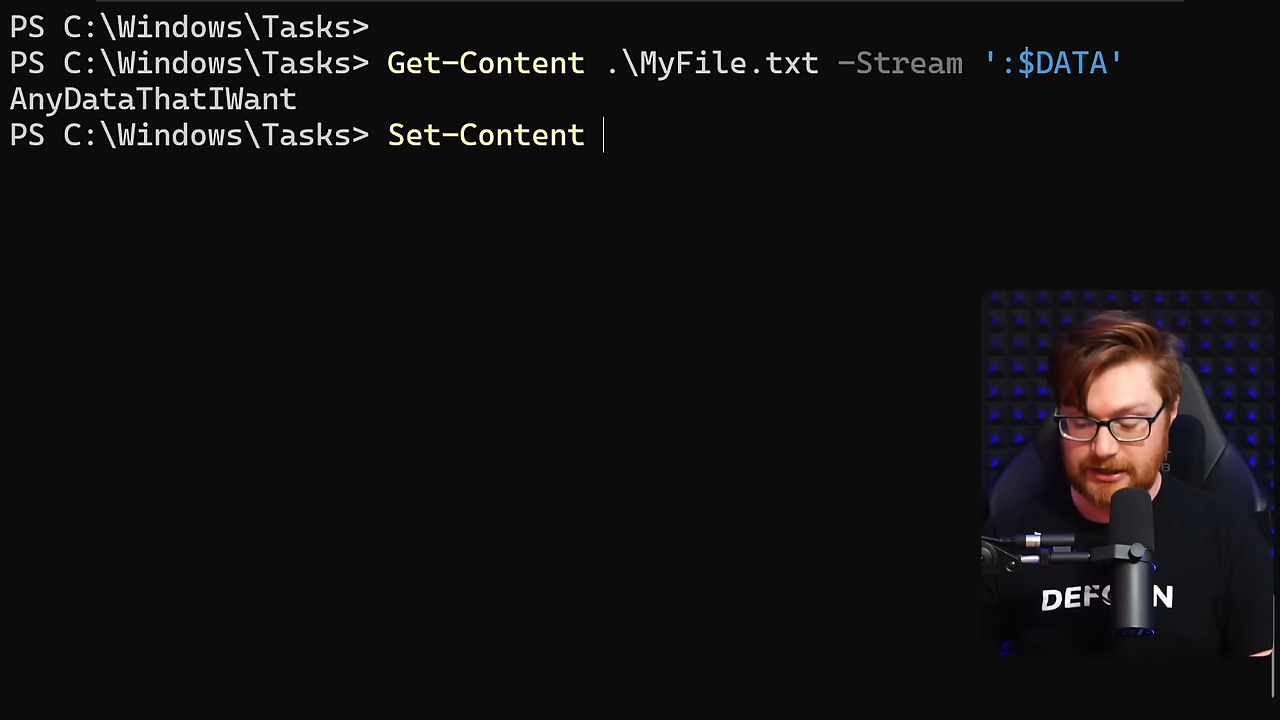 PS C:\Windows\Tasks>
PS C:\Windows\Tasks> Get-Content .\MyFile.txt -Stream ':$DATA'
AnyDataThatIWant
PS C:\Windows\Tasks> Set-Content